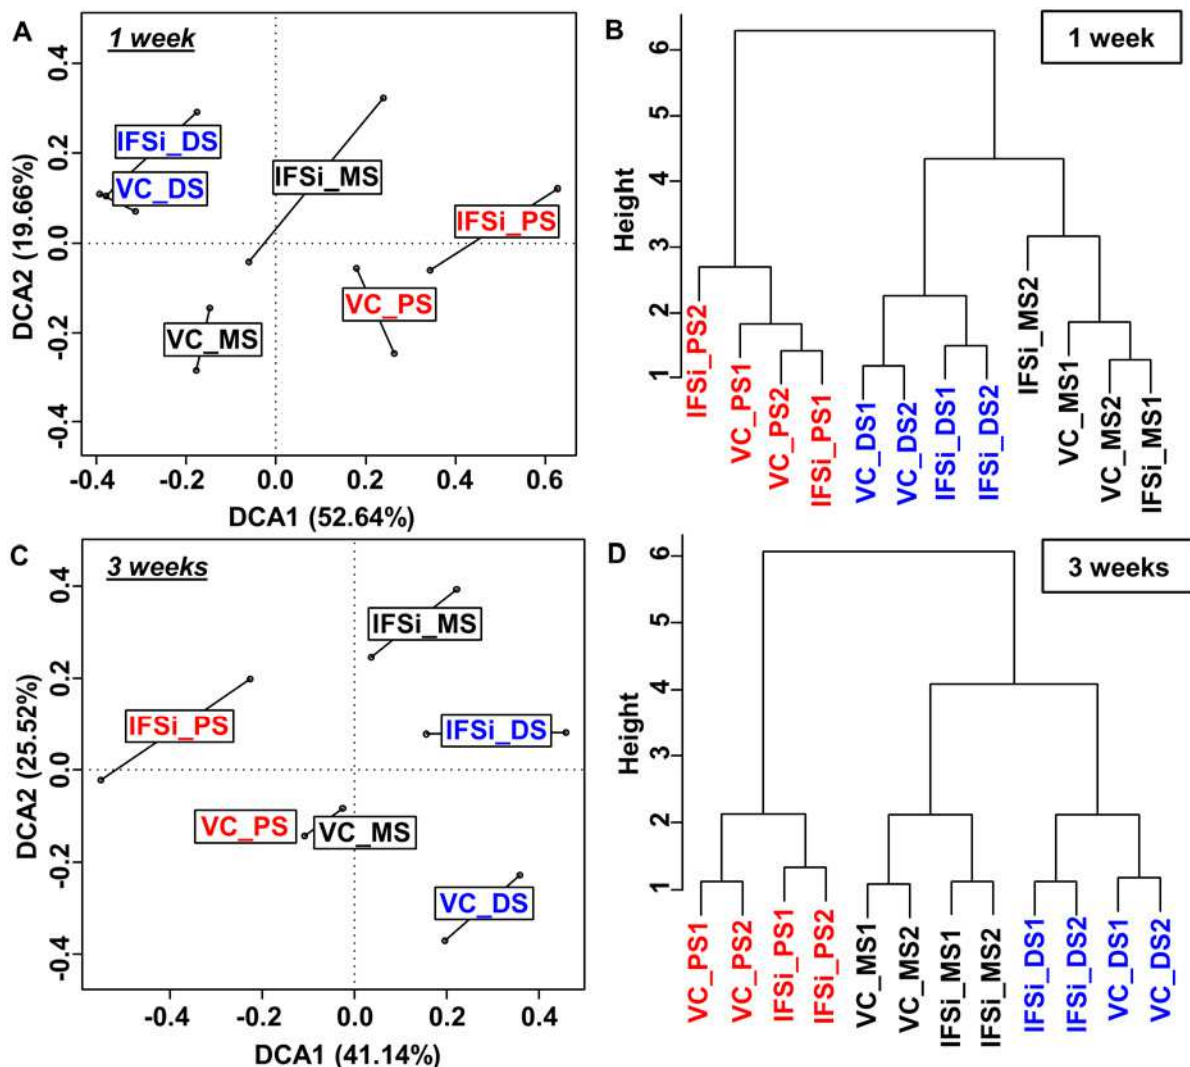 A
1 week
0.4
0.2
0.0
-0.2
-0.4
DCA2 (19.66%)
IFSi_DS
VC_DS
IFSi_MS
IFSi_PS
VC_PS
VC_MS
-0.4
-0.2
0.0
0.2
0.4
0.6
DCA1 (52.64%)
B
1 week
Height
6
5
4
3
2
1
IFSi_PS2
VC_PS1
VC_PS2
IFSi_PS1
VC_DS1
VC_DS2
IFSi_DS1
IFSi_DS2
IFSi_MS2
VC_MS1
VC_MS2
IFSi_MS1
C
3 weeks
0.4
0.2
0.0
-0.2
-0.4
DCA2 (25.52%)
IFSi_MS
IFSi_PS
IFSi_DS
VC_PS
VC_MS
VC_DS
-0.4
-0.2
0.0
0.2
0.4
DCA1 (41.14%)
D
3 weeks
Height
6
5
4
3
2
1
VC_PS1
VC_PS2
IFSi_PS1
IFSi_PS2
VC_MS1
VC_MS2
IFSi_MS1
IFSi_MS2
IFSi_DS1
IFSi_DS2
VC_DS1
VC_DS2